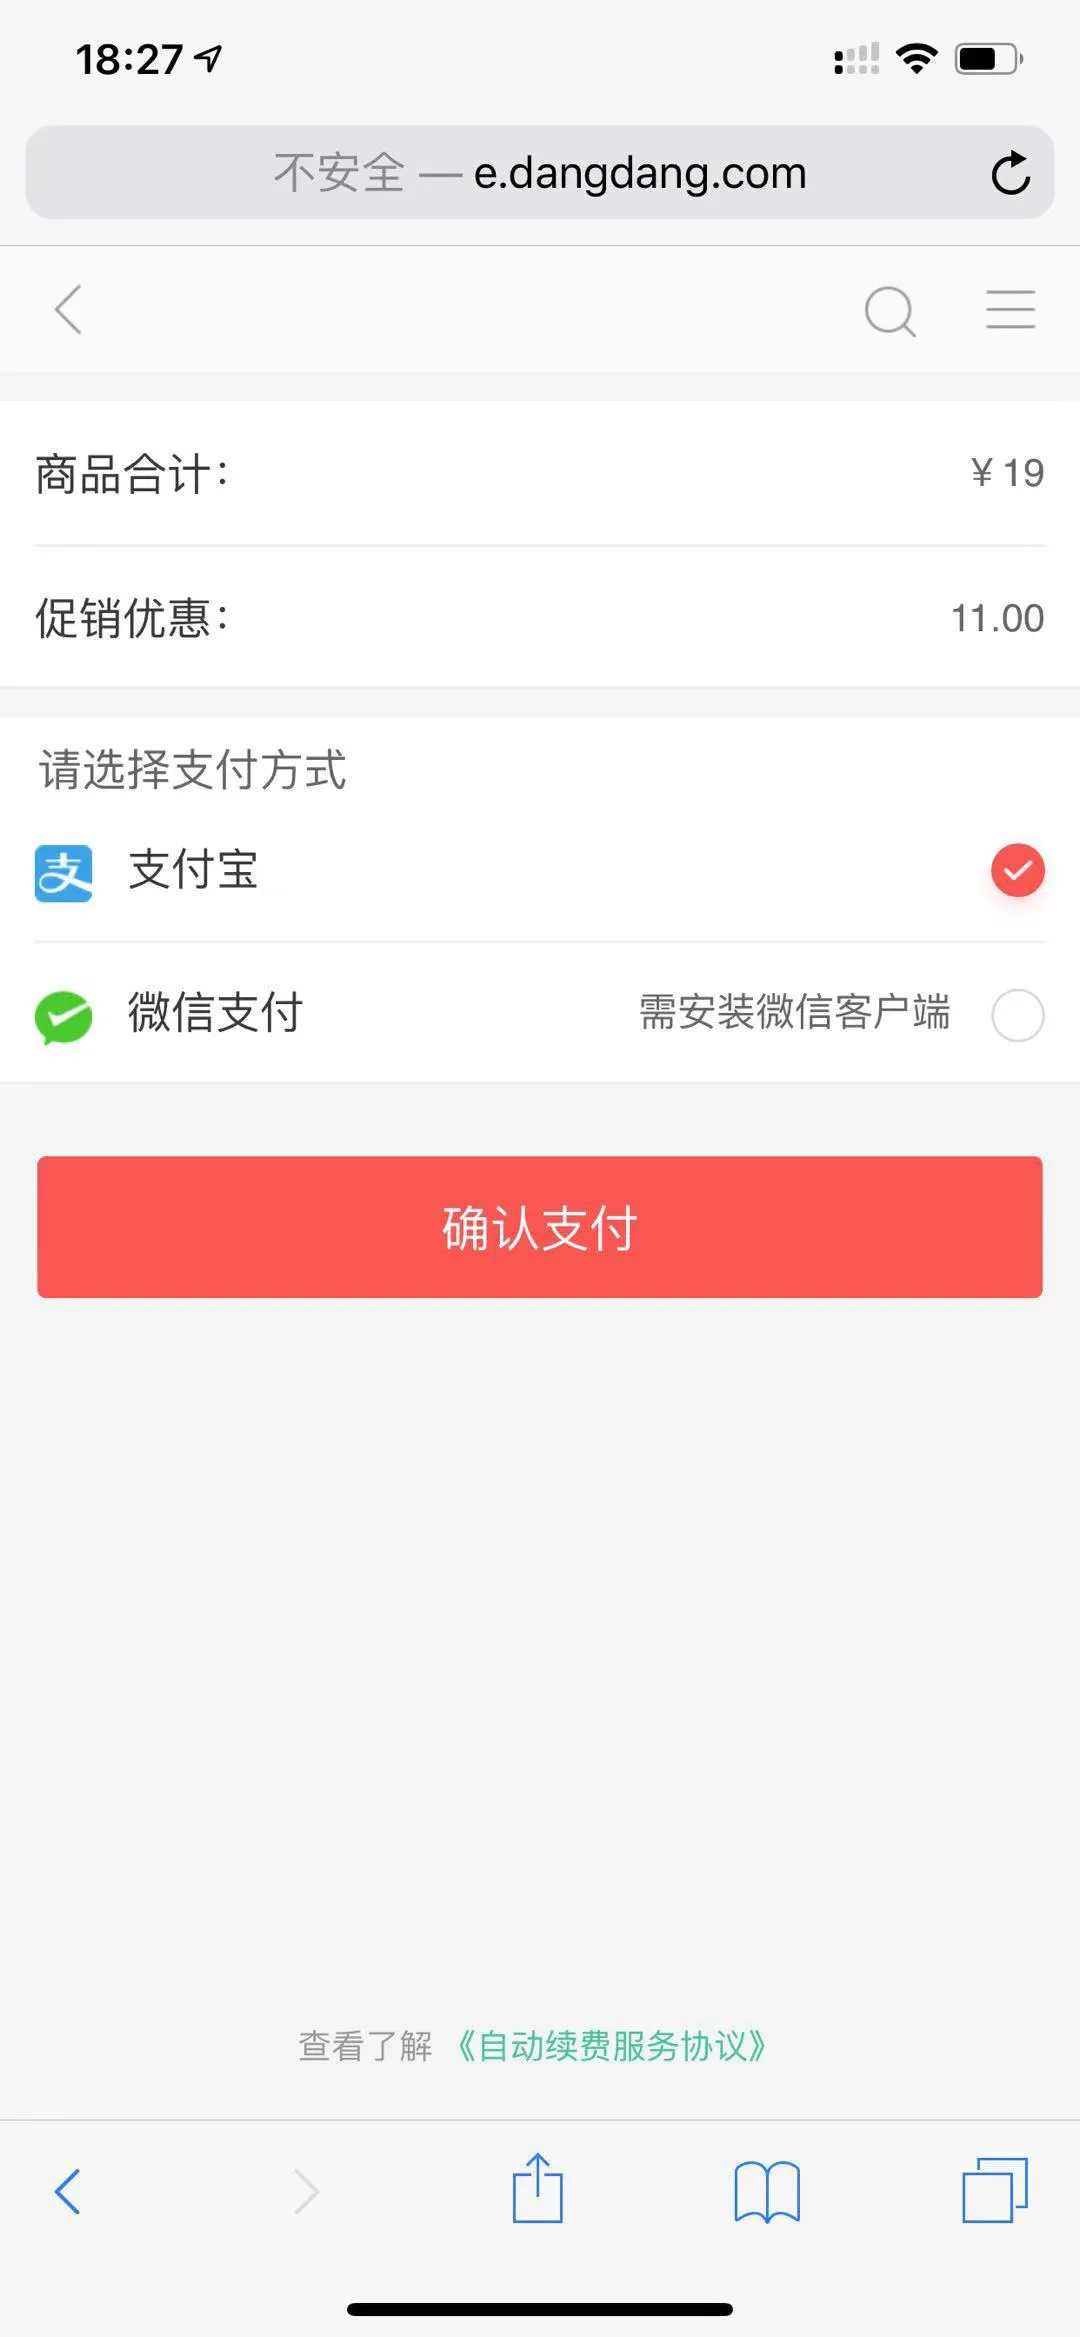 18:27
不安全 — e.dangdang.com
商品合计： ¥ 19
促销优惠： 11.00
请选择支付方式
支 支付宝
微信支付 需安装微信客户端
确认支付
查看了解 《自动续费服务协议》